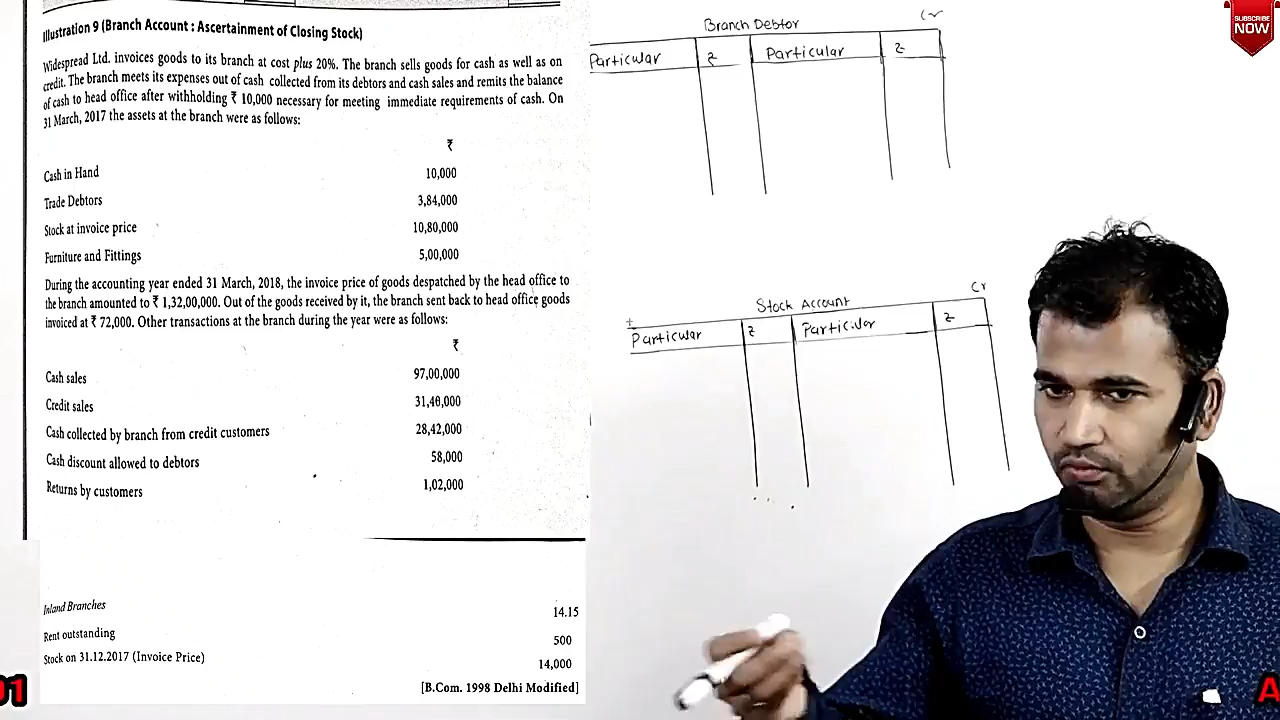 Illustration 9 (Branch Account : Ascertainment of Closing Stock)
Widespread Ltd. invoices goods to its branch at cost plus 20%. The branch sells goods for cash as well as on
credit. The branch meets its expenses out of cash collected from its debtors and cash sales and remits the balance
of cash to head office after withholding ₹ 10,000 necessary for meeting immediate requirements of cash. On
31 March, 2017 the assets at the branch were as follows:
₹
Cash in Hand 10,000
Trade Debtors 3,84,000
Stock at invoice price 10,80,000
Furniture and Fittings 5,00,000
During the accounting year ended 31 March, 2018, the invoice price of goods despatched by the head office to
the branch amounted to ₹ 1,32,00,000. Out of the goods received by it, the branch sent back to head office goods
invoiced at ₹ 72,000. Other transactions at the branch during the year were as follows:
₹
Cash sales 97,00,000
Credit sales 31,40,000
Cash collected by branch from credit customers 28,42,000
Cash discount allowed to debtors 58,000
Returns by customers 1,02,000
Inland Branches 14.15
Rent outstanding 500
Stock on 31.12.2017 (Invoice Price) 14,000
[B.Com. 1998 Delhi Modified]
Branch Debtor Cr
Particular ₹ Particular ₹
Stock Account Cr
Particular ₹ Particular ₹
SUBSCRIBE
NOW
01
A